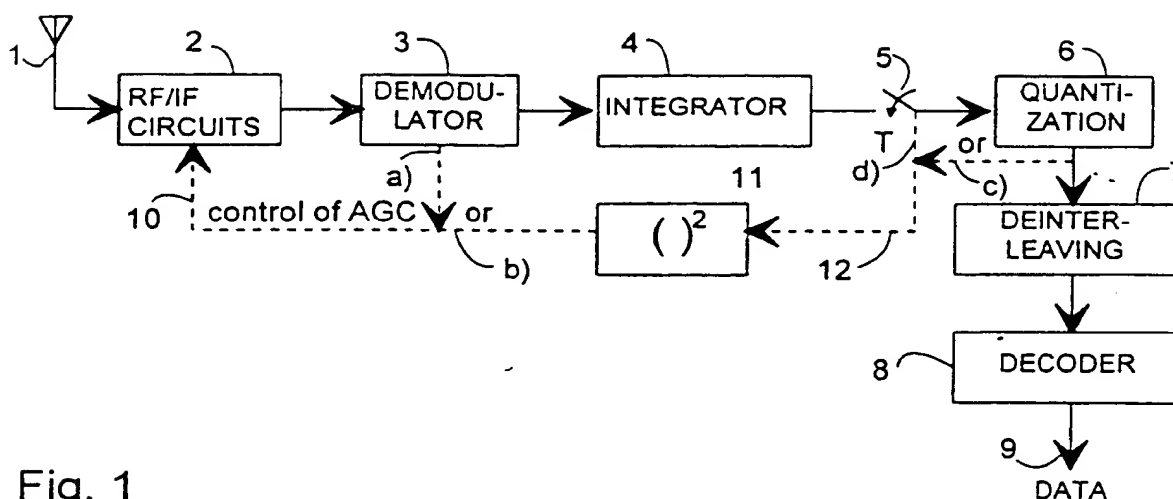 1
2
3
4
5
6
RF/IF
CIRCUITS
DEMODU-
LATOR
INTEGRATOR
QUANTI-
ZATION
T
d)
or
c)
a)
10
control of AGC
or
b)
11
( )²
12
DEINTER-
LEAVING
8
DECODER
9
DATA
Fig. 1